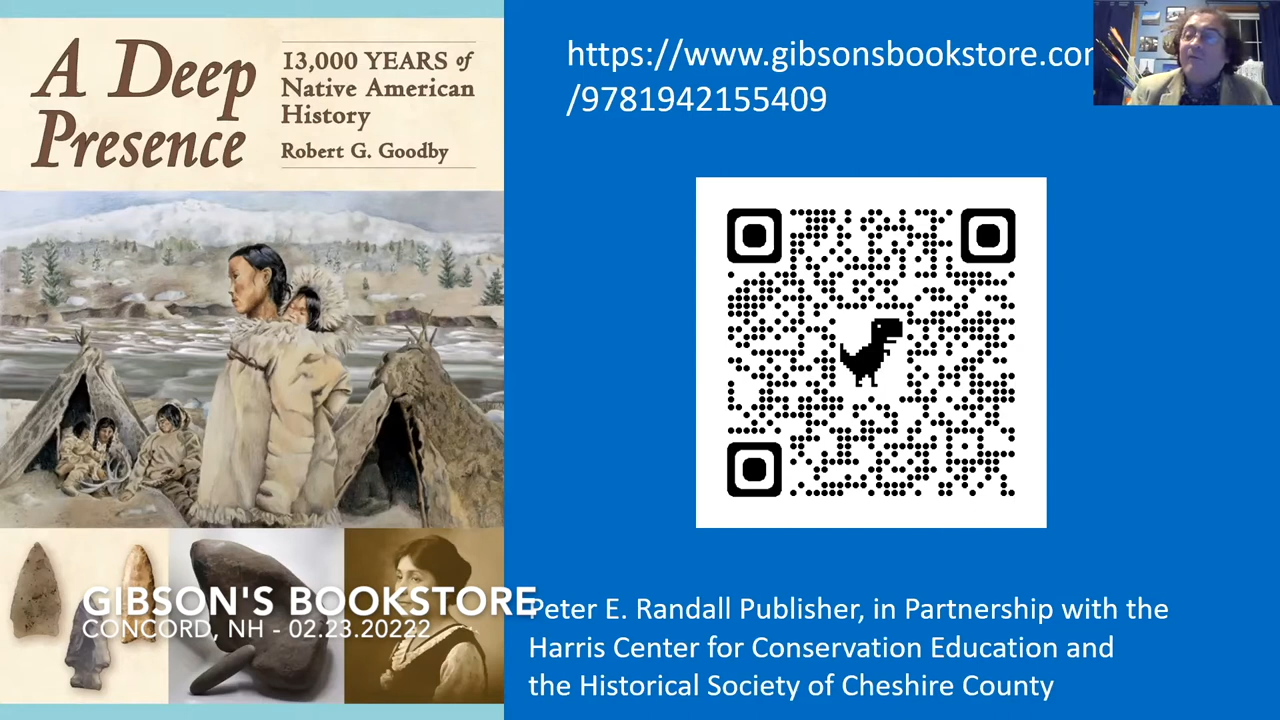 A Deep
Presence
13,000 YEARS of
Native American
History
Robert G. Goodby
https://www.gibsonsbookstore.com
/9781942155409
GIBSON'S BOOKSTORE
CONCORD, NH - 02.23.20222
Peter E. Randall Publisher, in Partnership with the
Harris Center for Conservation Education and
the Historical Society of Cheshire County